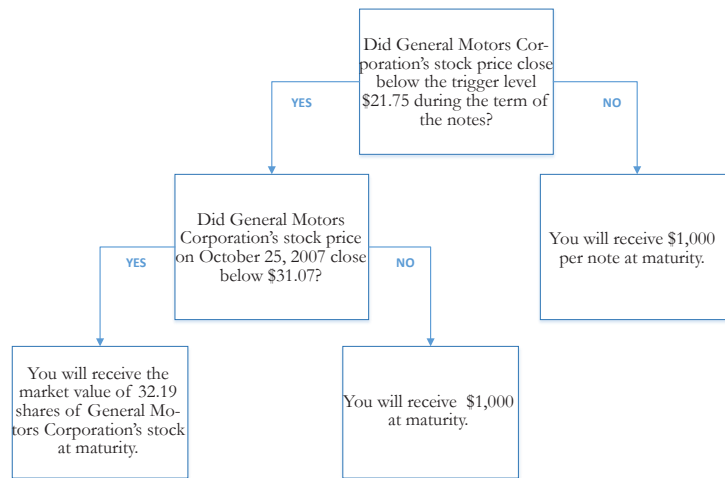 Did General Motors Cor-
poration's stock price close
below the trigger level
$21.75 during the term of
the notes?
YES
NO
Did General Motors
Corporation's stock price
on October 25, 2007 close
below $31.07?
You will receive $1,000
per note at maturity.
YES
NO
You will receive the
market value of 32.19
shares of General Mo-
tors Corporation's stock
at maturity.
You will receive $1,000
at maturity.